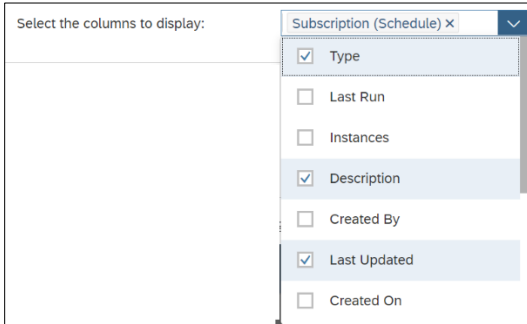 Select the columns to display:
Subscription (Schedule) ×
Type
Last Run
Instances
Description
Created By
Last Updated
Created On